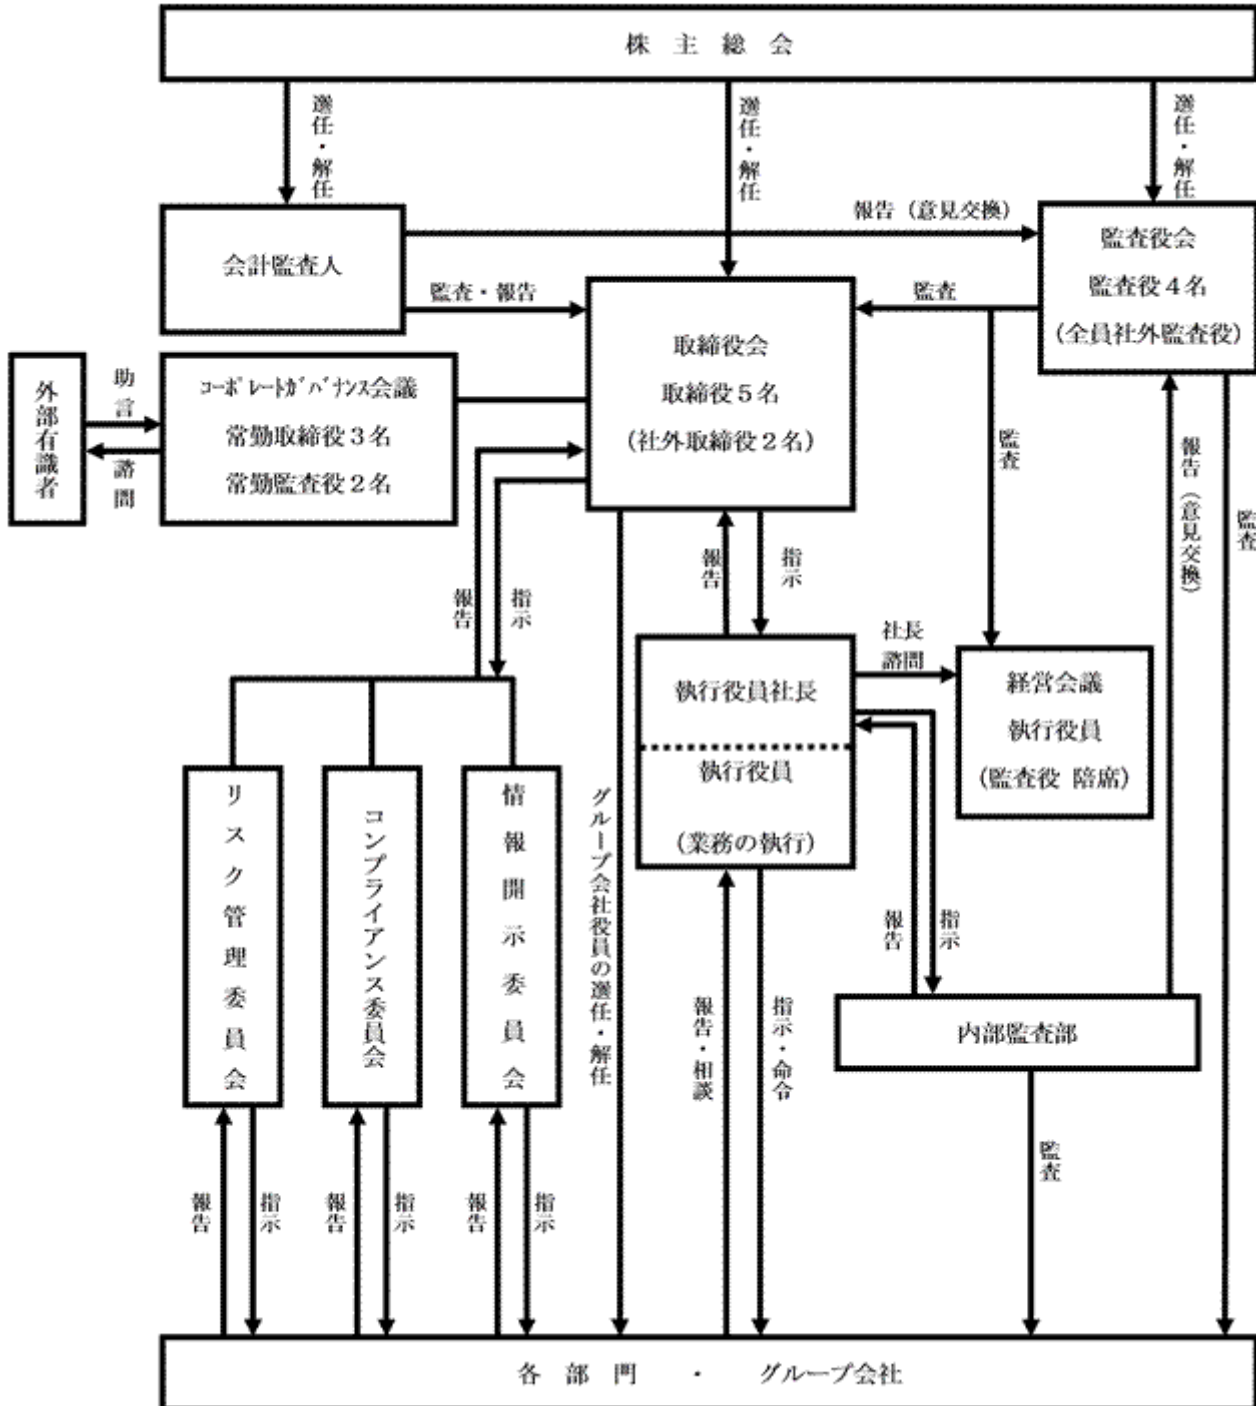 株 主 総 会
選任・解任
選任・解任
選任・解任
報告（意見交換）
会計監査人
監査・報告
監査
監査役会
監査役４名
(全員社外監査役)
取締役会
取締役５名
(社外取締役２名)
外部有識者
助言
諮問
ｺｰﾎﾟﾚｰﾄｶﾞﾊﾞﾅﾝｽ会議
常勤取締役３名
常勤監査役２名
監査
報告（意見交換）
監査
報告
指示
報告
指示
社長
諮問
執行役員社長
執行役員
(業務の執行)
経営会議
執行役員
(監査役 陪席)
リスク管理委員会
コンプライアンス委員会
情報開示委員会
グループ会社役員の選任・解任
報告
指示
報告・相談
指示・命令
内部監査部
監査
報告
指示
報告
指示
報告
指示
各 部 門 ・ グループ会社